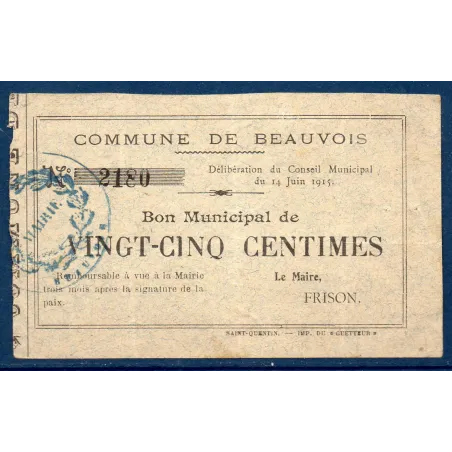 COMMUNE DE BEAUVOIS
No 2180
Délibération du Conseil Municipal
du 14 Juin 1915.
Bon Municipal de
VINGT-CINQ CENTIMES
Remboursable à vue à la Mairie
trois mois après la signature de la
paix.
Le Maire,
FRISON.
MAIRIE
SAINT-QUENTIN. — IMP. DU « GUETTEUR »